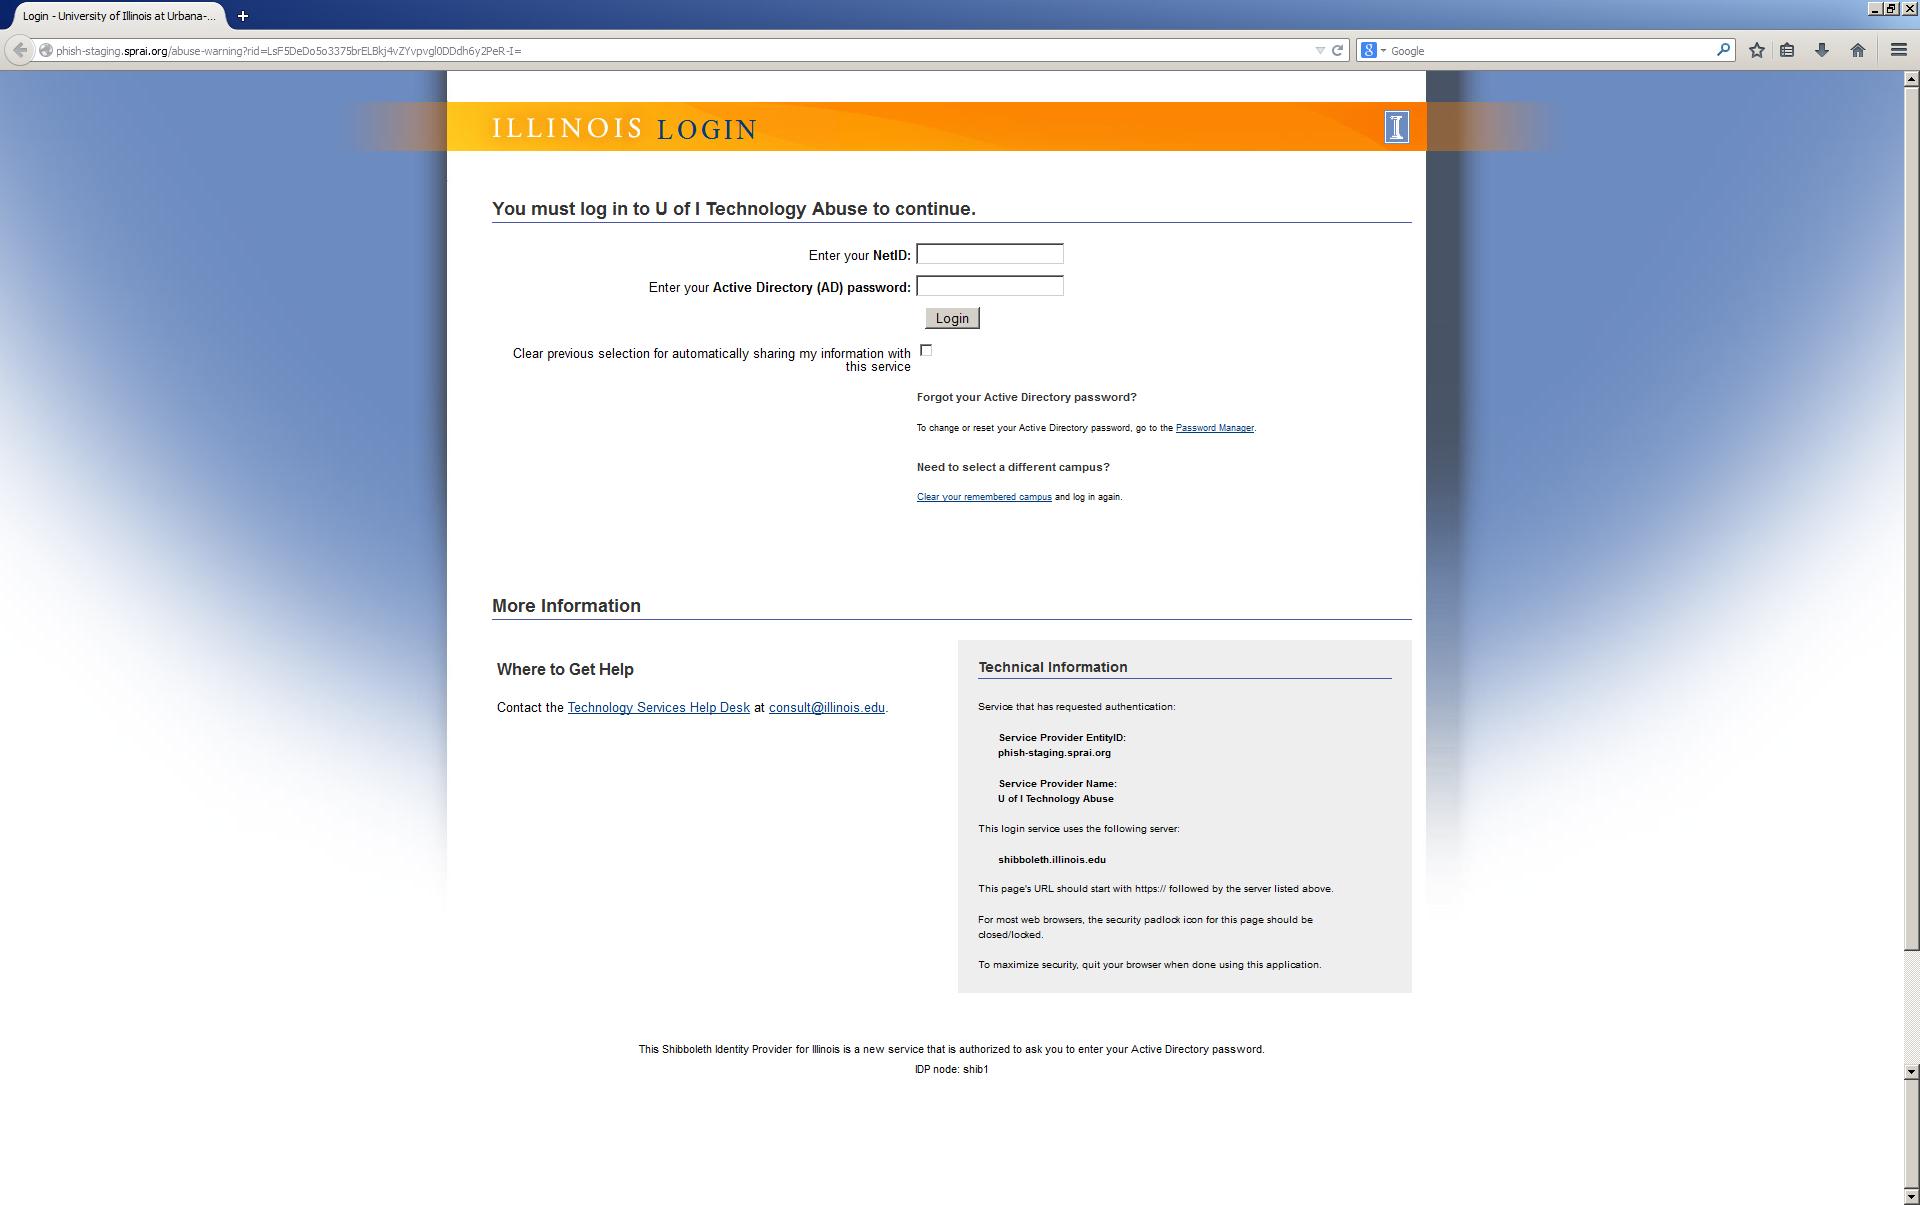 Login - University of Illinois at Urbana-...
phish-staging.sprai.org/abuse-warning?rid=LsF5DeDo5o3375brELBkj4vZYvpvgl0DDdh6y2PeR-I=
Google
ILLINOIS LOGIN
You must log in to U of I Technology Abuse to continue.
Enter your NetID:
Enter your Active Directory (AD) password:
Login
Clear previous selection for automatically sharing my information with
this service
Forgot your Active Directory password?
To change or reset your Active Directory password, go to the Password Manager.
Need to select a different campus?
Clear your remembered campus and log in again.
More Information
Where to Get Help
Contact the Technology Services Help Desk at consult@illinois.edu.
Technical Information
Service that has requested authentication:
Service Provider EntityID:
phish-staging.sprai.org
Service Provider Name:
U of I Technology Abuse
This login service uses the following server:
shibboleth.illinois.edu
This page's URL should start with https:// followed by the server listed above.
For most web browsers, the security padlock icon for this page should be
closed/locked.
To maximize security, quit your browser when done using this application.
This Shibboleth Identity Provider for Illinois is a new service that is authorized to ask you to enter your Active Directory password.
IDP node: shib1